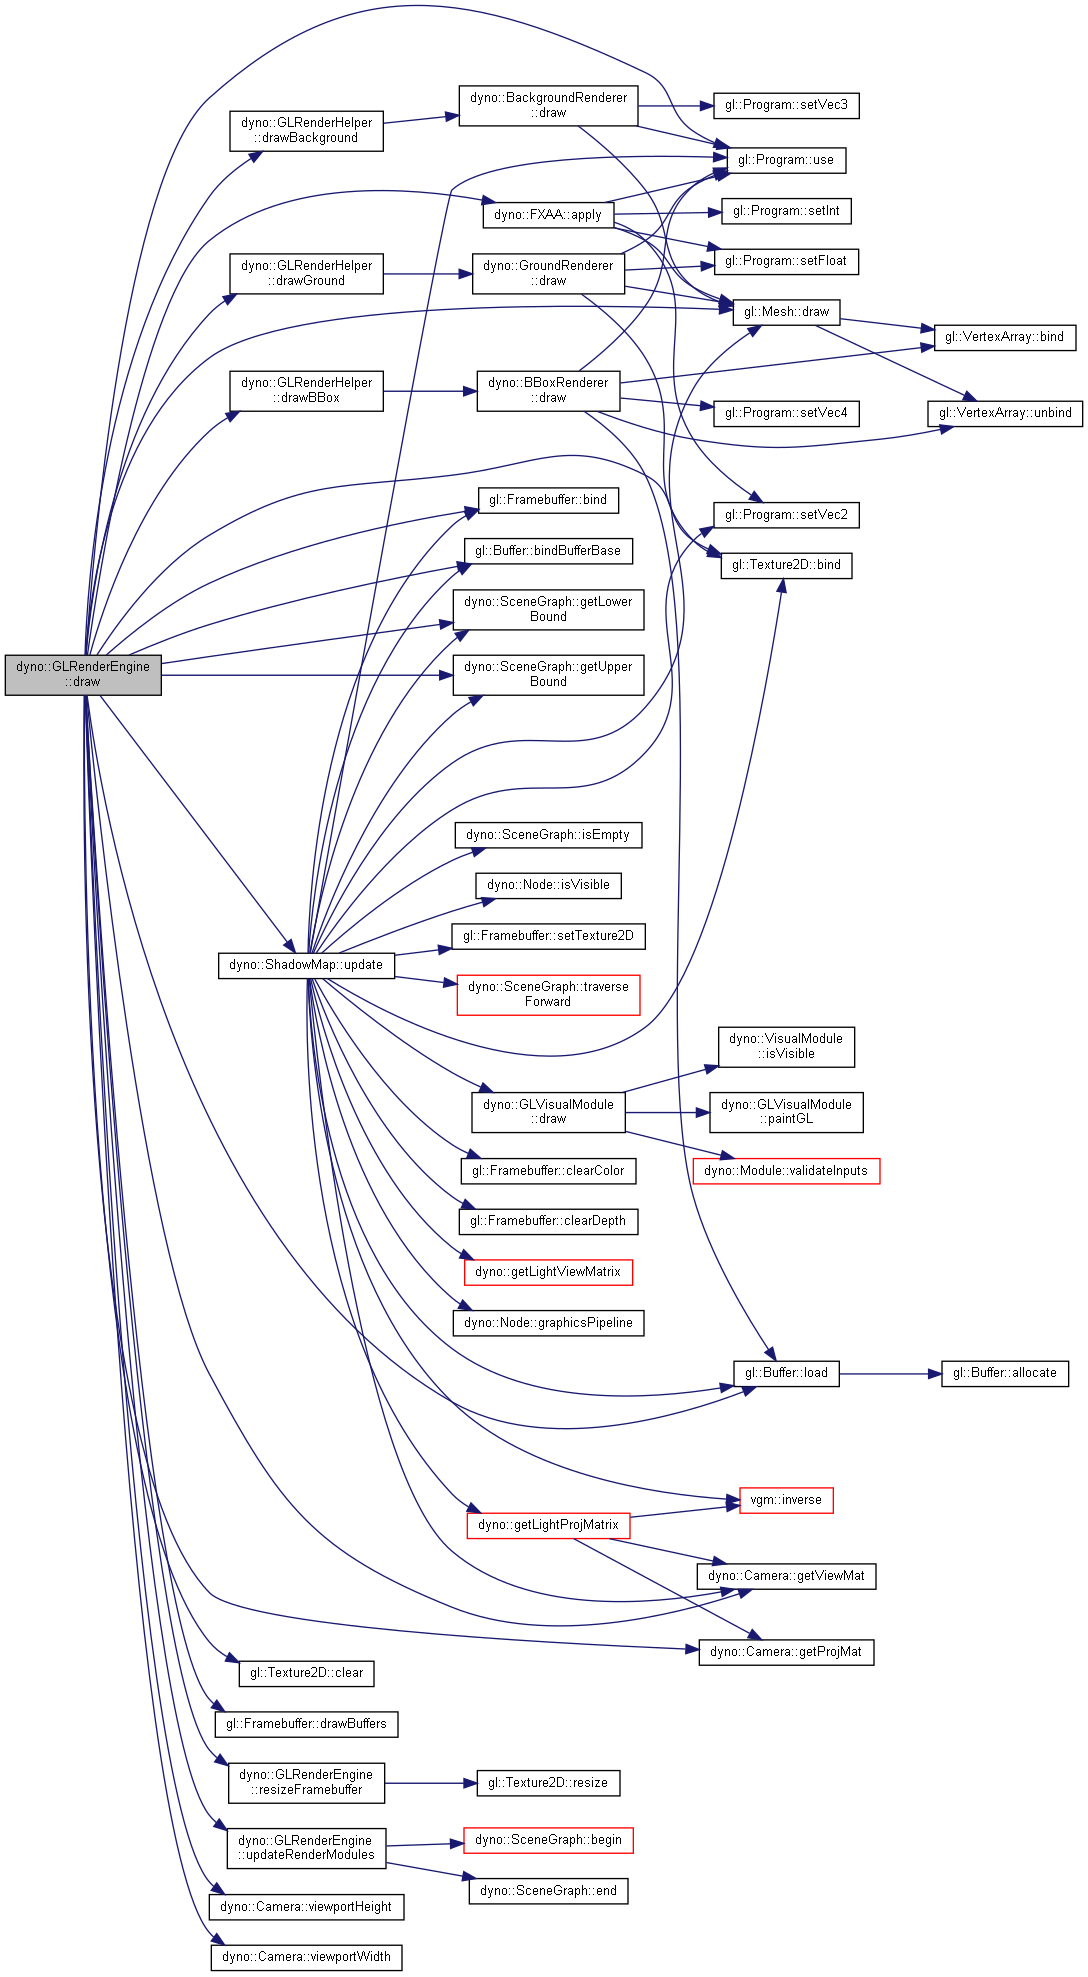 dyno::BackgroundRenderer
::draw
gl::Program::setVec3
dyno::GLRenderHelper
::drawBackground
gl::Program::use
dyno::FXAA::apply
gl::Program::setInt
dyno::GLRenderHelper
::drawGround
dyno::GroundRenderer
::draw
gl::Program::setFloat
gl::Mesh::draw
gl::VertexArray::bind
dyno::GLRenderHelper
::drawBBox
dyno::BBoxRenderer
::draw
gl::Program::setVec4
gl::VertexArray::unbind
gl::Framebuffer::bind
gl::Program::setVec2
gl::Buffer::bindBufferBase
gl::Texture2D::bind
dyno::SceneGraph::getLower
Bound
dyno::GLRenderEngine
::draw
dyno::SceneGraph::getUpper
Bound
dyno::SceneGraph::isEmpty
dyno::Node::isVisible
gl::Framebuffer::setTexture2D
dyno::ShadowMap::update
dyno::SceneGraph::traverse
Forward
dyno::VisualModule
::isVisible
dyno::GLVisualModule
::draw
dyno::GLVisualModule
::paintGL
gl::Framebuffer::clearColor
dyno::Module::validateInputs
gl::Framebuffer::clearDepth
dyno::getLightViewMatrix
dyno::Node::graphicsPipeline
gl::Buffer::load
gl::Buffer::allocate
vgm::inverse
dyno::getLightProjMatrix
dyno::Camera::getViewMat
dyno::Camera::getProjMat
gl::Texture2D::clear
gl::Framebuffer::drawBuffers
dyno::GLRenderEngine
::resizeFramebuffer
gl::Texture2D::resize
dyno::GLRenderEngine
::updateRenderModules
dyno::SceneGraph::begin
dyno::SceneGraph::end
dyno::Camera::viewportHeight
dyno::Camera::viewportWidth